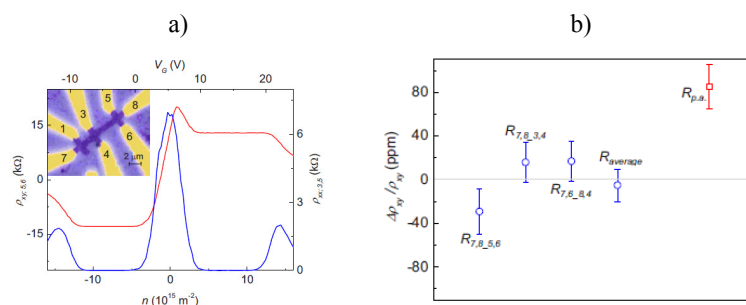 a)
b)
V_G (V)
-10 0 10 20
15
0
-15
ρ_xy; 5,6 (kΩ)
5
8
3
1
6
7
4
2 μm
6
4
2
0
ρ_xx; 3,5 (kΩ)
-10 0 10
n (10^15 m^-2)
80
40
0
-40
-80
Δρ_xy/ρ_xy (ppm)
R_p.a.
R_7,8_3,4
R_average
R_7,6_8,4
R_7,8_5,6